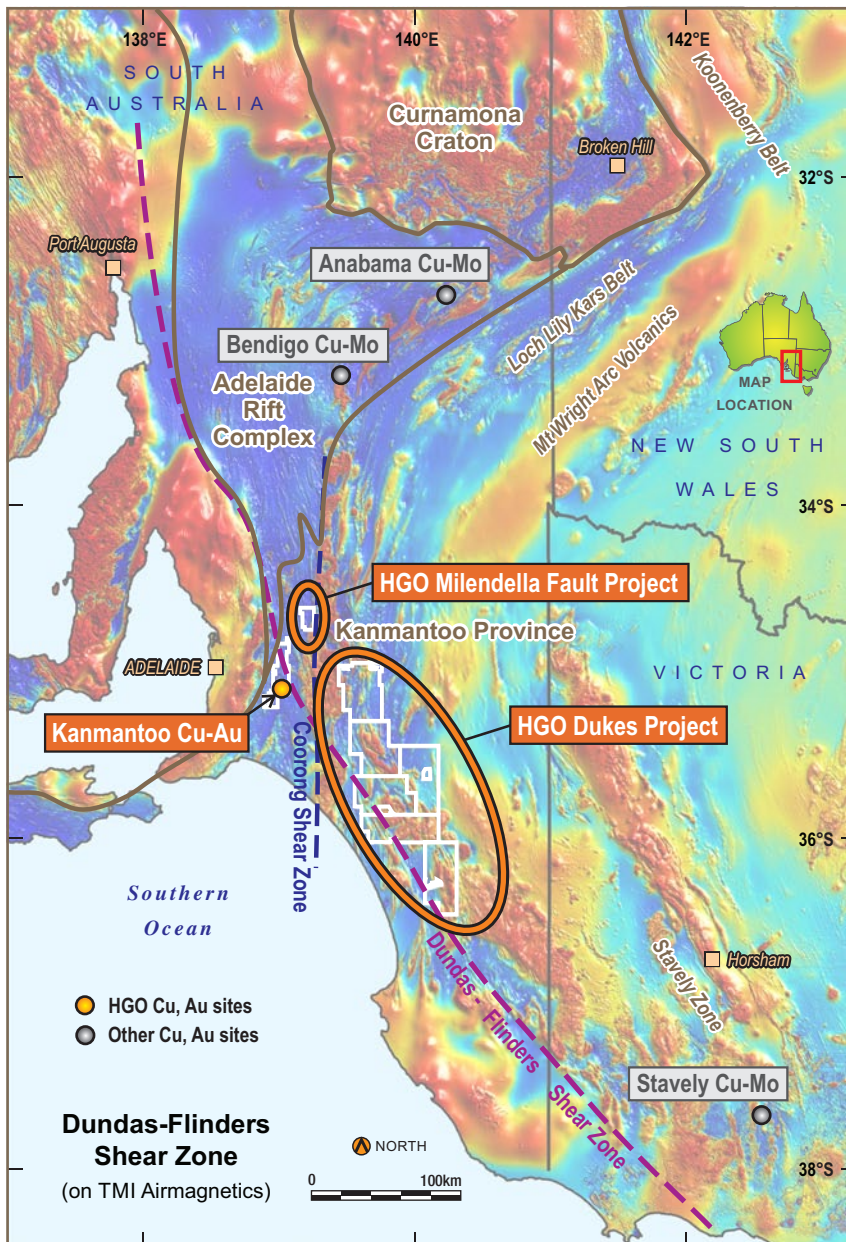 138°E
140°E
142°E
SOUTH
AUSTRALIA
Koonenberry Belt
Curnamona
Craton
Broken Hill
32°S
Port Augusta
Anabama Cu-Mo
Loch Lily Kars Belt
Bendigo Cu-Mo
Mt Wright Arc Volcanics
Adelaide
Rift
Complex
MAP
LOCATION
NEW SOUTH
WALES
34°S
HGO Milendella Fault Project
Kanmantoo Province
ADELAIDE
VICTORIA
Kanmantoo Cu-Au
HGO Dukes Project
Coorong Shear Zone
36°S
Southern
Ocean
Dundas - Flinders Shear Zone
Stavely Zone
Horsham
HGO Cu, Au sites
Other Cu, Au sites
Stavely Cu-Mo
Dundas-Flinders
Shear Zone
(on TMI Airmagnetics)
NORTH
0 100km
38°S